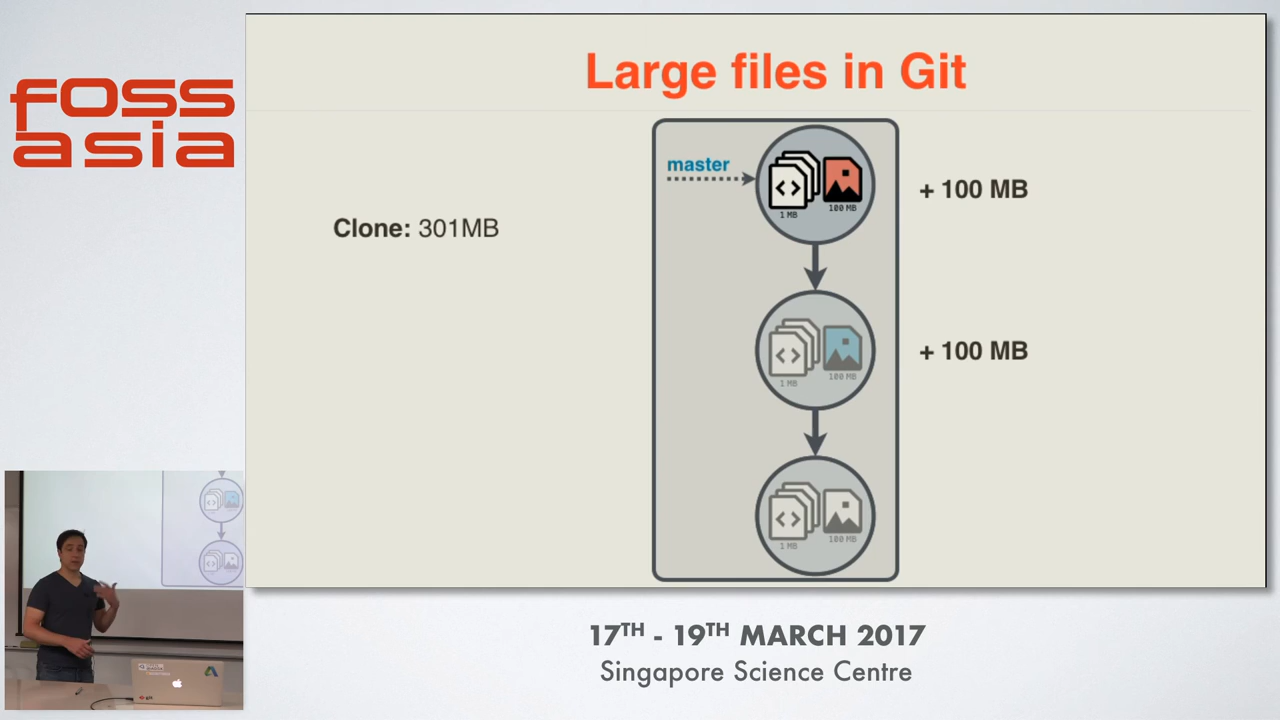 foss
asia
Large files in Git
master
1 MB
100 MB
+ 100 MB
Clone: 301MB
1 MB
100 MB
+ 100 MB
1 MB
100 MB
17TH - 19TH MARCH 2017
Singapore Science Centre
git